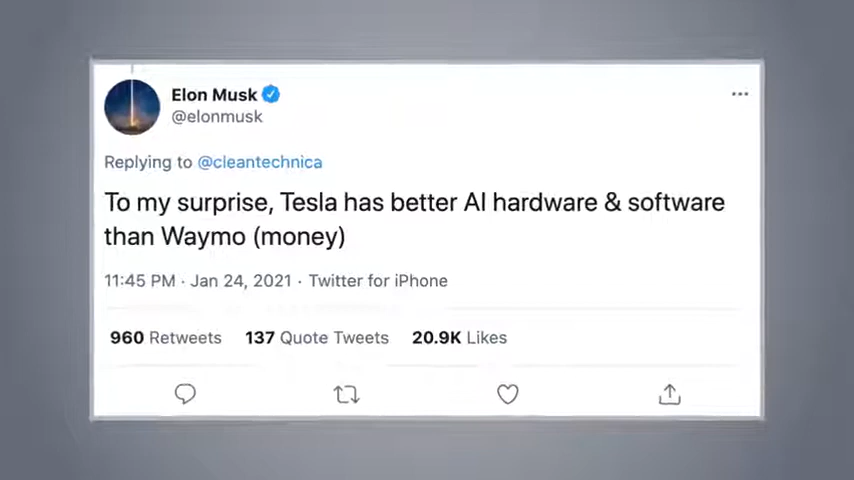 Elon Musk
@elonmusk
Replying to @cleantechnica
To my surprise, Tesla has better AI hardware & software
than Waymo (money)
11:45 PM · Jan 24, 2021 · Twitter for iPhone
960 Retweets 137 Quote Tweets 20.9K Likes